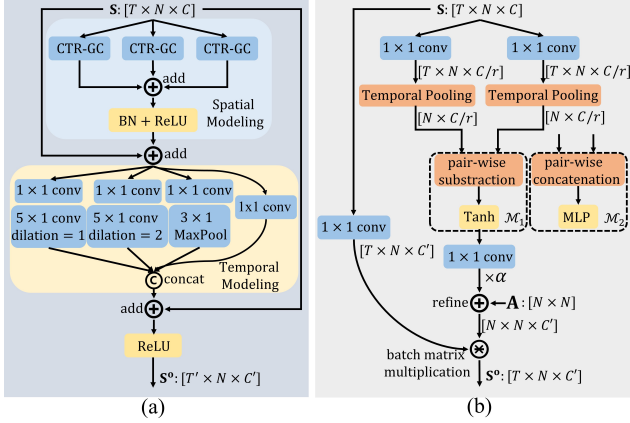 S: [T × N × C]
CTR-GC CTR-GC CTR-GC
add
BN + ReLU
Spatial
Modeling
add
1 × 1 conv 1 × 1 conv 1 × 1 conv
1x1 conv
5 × 1 conv
dilation = 1
5 × 1 conv
dilation = 2
3 × 1
MaxPool
C concat
Temporal
Modeling
add
ReLU
S°: [T′ × N × C′]
(a)
S: [T × N × C]
1 × 1 conv 1 × 1 conv
[T × N × C/r] [T × N × C/r]
Temporal Pooling Temporal Pooling
[N × C/r] [N × C/r]
pair-wise
substraction
pair-wise
concatenation
Tanh ℳ₁
MLP ℳ₂
1 × 1 conv
[T × N × C′]
1 × 1 conv
×α
refine A: [N × N]
[N × N × C′]
batch matrix
multiplication
S°: [T × N × C′]
(b)